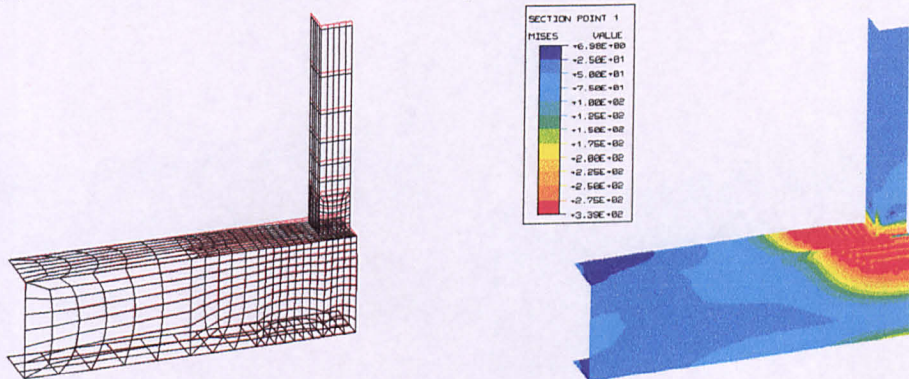 SECTION POINT 1
MISES VALUE
+6.98E+00
+2.50E+01
+5.00E+01
+7.50E+01
+1.00E+02
+1.25E+02
+1.50E+02
+1.75E+02
+2.00E+02
+2.25E+02
+2.50E+02
+2.75E+02
+3.39E+02